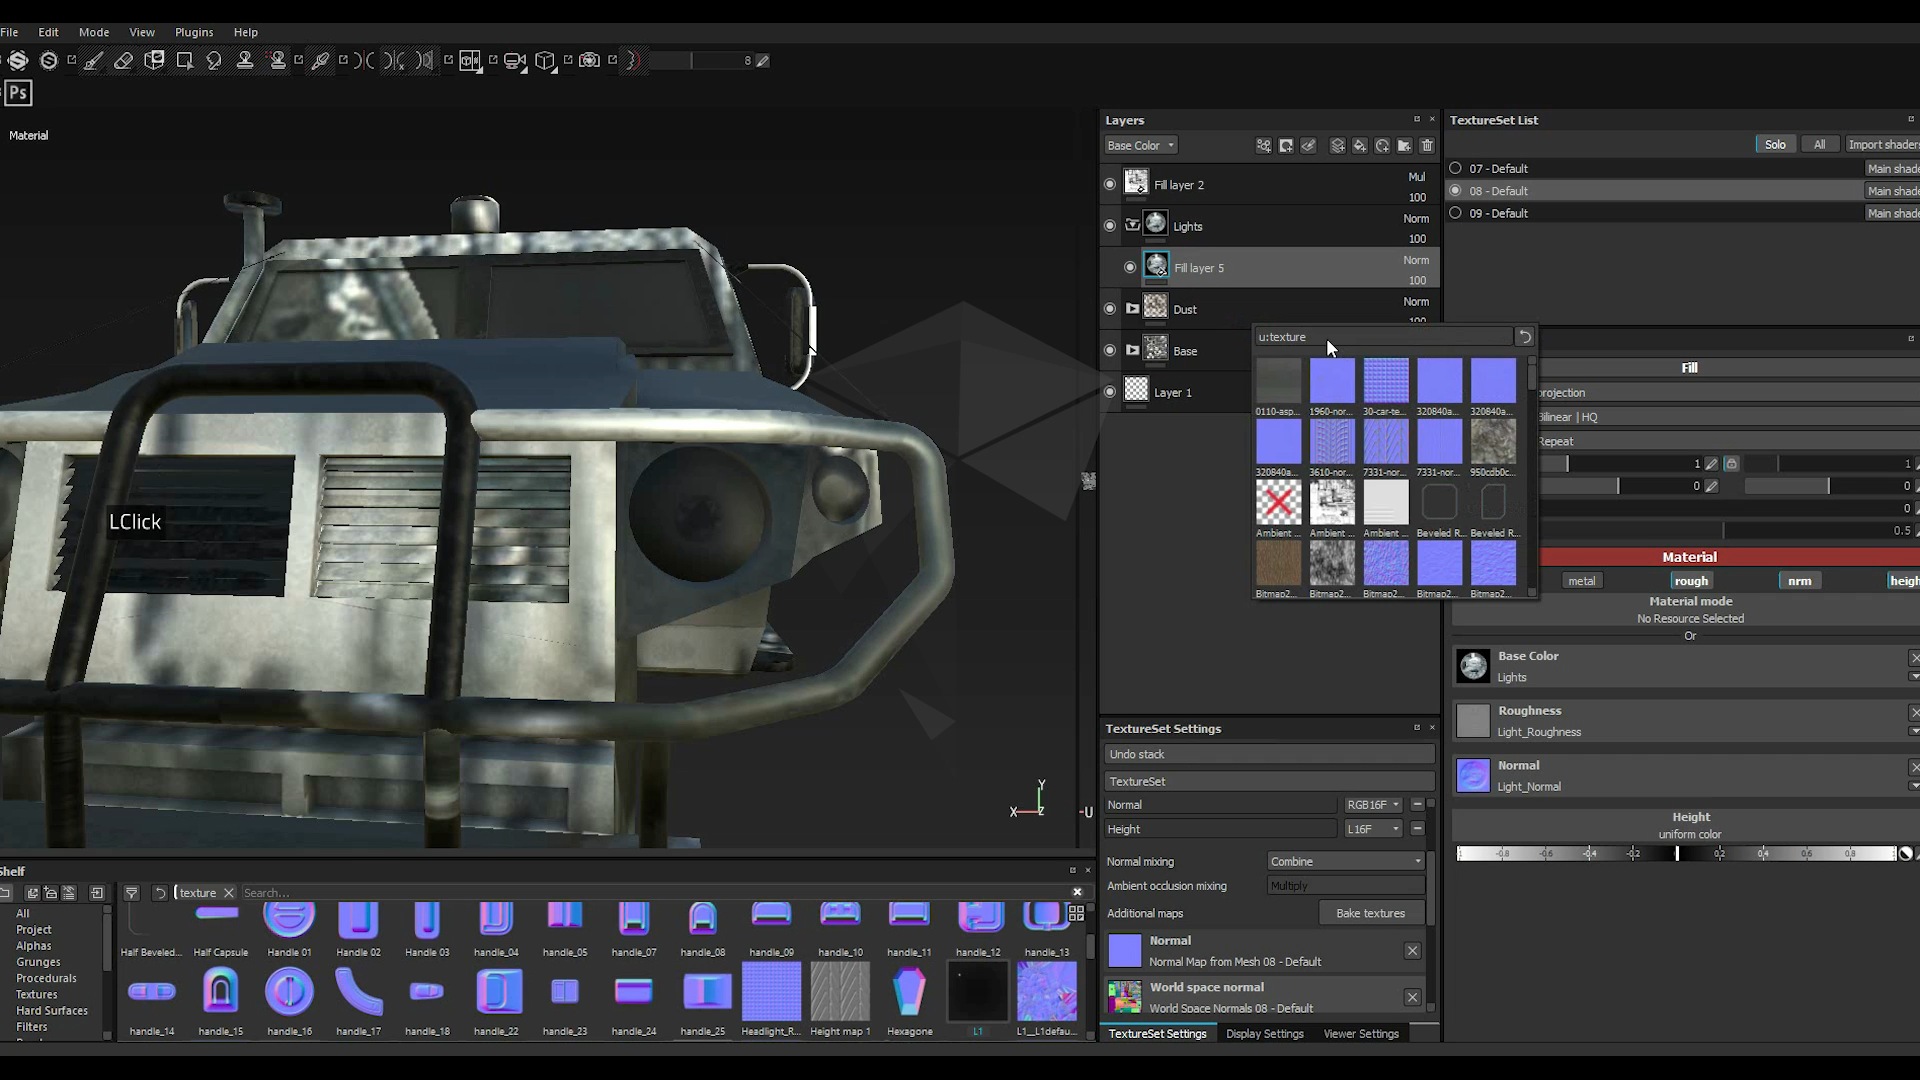 File Edit Mode View Plugins Help
8
Ps
Material
Layers
TextureSet List
Base Color
Solo All Import shaders
Fill layer 2 Mul
100
07 - Default Main shade
08 - Default Main shade
09 - Default Main shade
Lights Norm
100
Fill layer 5 Norm
100
Dust Norm
Base
Layer 1
u:texture
0110-asp... 1960-nor... 30-car-te... 320840a... 320840a...
320840a... 3610-nor... 7331-nor... 7331-nor... 950cdb0c...
Ambient ... Ambient ... Ambient ... Beveled R... Beveled R...
Bitmap2... Bitmap2... Bitmap2... Bitmap2... Bitmap2...
Fill
rojection
Bilinear | HQ
Repeat
1 1
0 0
0
0.5
Material
metal rough nrm heigh
Material mode
No Resource Selected
Or
Base Color
Lights
Roughness
Light_Roughness
Normal
Light_Normal
Height
uniform color
LClick
Y
X Z
-U
TextureSet Settings
Undo stack
TextureSet
Normal RGB16F
Height L16F
Normal mixing Combine
Ambient occlusion mixing Multiply
Additional maps Bake textures
Normal
Normal Map from Mesh 08 - Default
World space normal
World Space Normals 08 - Default
TextureSet Settings Display Settings Viewer Settings
Shelf
texture Search...
All
Project
Alphas
Grunges
Procedurals
Textures
Hard Surfaces
Filters
Half Beveled... Half Capsule Handle 01 Handle 02 Handle 03 handle_04 handle_05 handle_07 handle_08 handle_09 handle_10 handle_11 handle_12 handle_13
handle_14 handle_15 handle_16 handle_17 handle_18 handle_22 handle_23 handle_24 handle_25 Headlight_R... Height map 1 Hexagone L1 L1__L1defau...